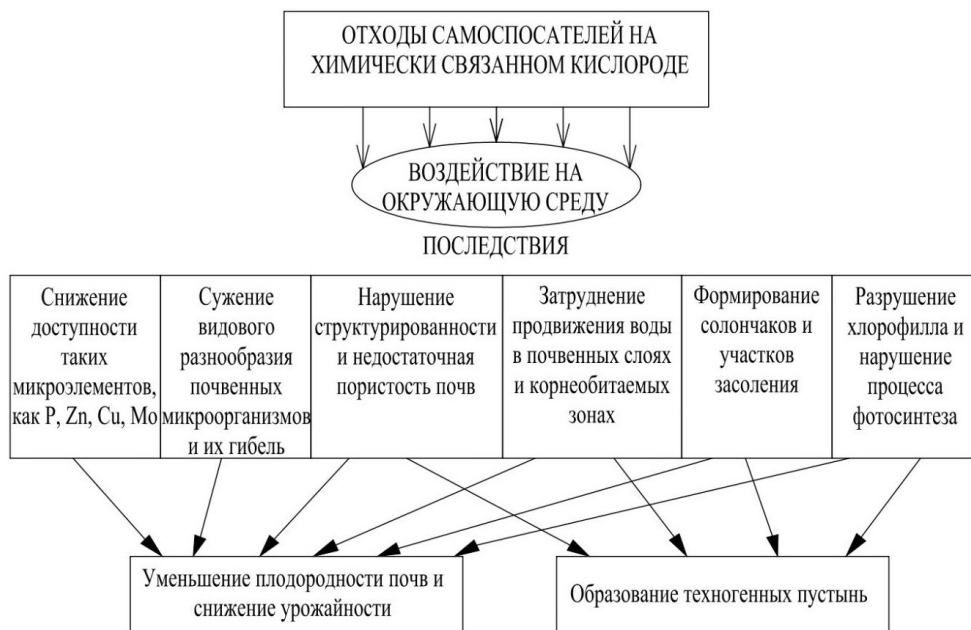 ОТХОДЫ САМОСПОСАТЕЛЕЙ НА
ХИМИЧЕСКИ СВЯЗАННОМ КИСЛОРОДЕ
ВОЗДЕЙСТВИЕ НА
ОКРУЖАЮЩУЮ СРЕДУ
ПОСЛЕДСТВИЯ
Снижение
доступности
таких
микроэлементов,
как P, Zn, Cu, Mo
Сужение
видового
разнообразия
почвенных
микроорганизмов
и их гибель
Нарушение
структурированности
и недостаточная
пористость почв
Затруднение
продвижения воды
в почвенных слоях
и корнеобитаемых
зонах
Формирование
солончаков и
участков
засоления
Разрушение
хлорофилла и
нарушение
процесса
фотосинтеза
Уменьшение плодородности почв и
снижение урожайности
Образование техногенных пустынь